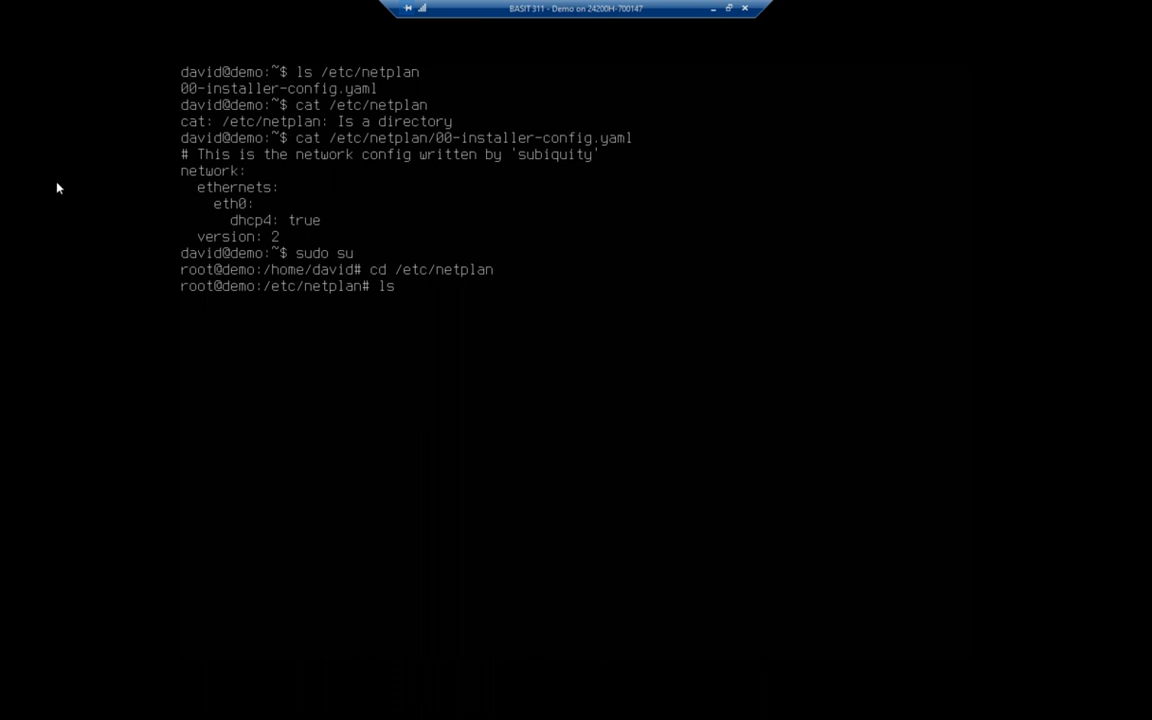 BASIT 311 - Demo on 24200H-700147
david@demo:~$ ls /etc/netplan
00-installer-config.yaml
david@demo:~$ cat /etc/netplan
cat: /etc/netplan: Is a directory
david@demo:~$ cat /etc/netplan/00-installer-config.yaml
# This is the network config written by 'subiquity'
network:
  ethernets:
    eth0:
      dhcp4: true
  version: 2
david@demo:~$ sudo su
root@demo:/home/david# cd /etc/netplan
root@demo:/etc/netplan# ls